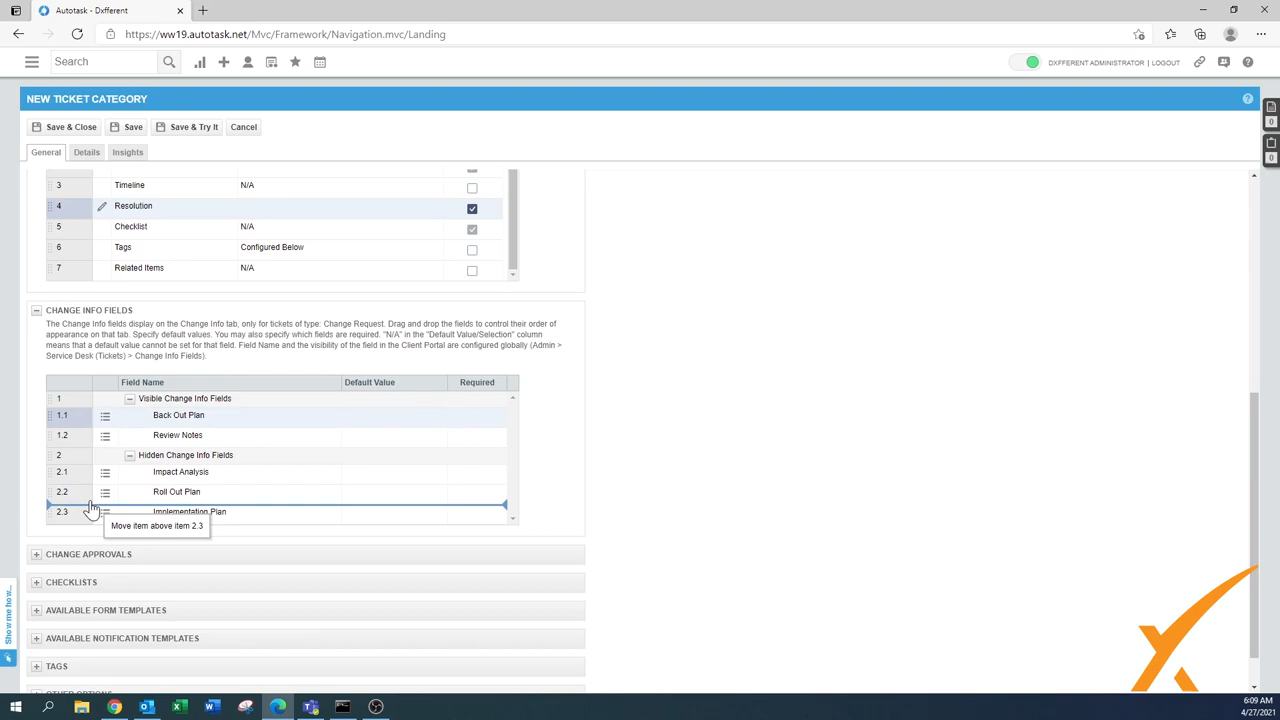 Autotask - Dxfferent
https://ww19.autotask.net/Mvc/Framework/Navigation.mvc/Landing
Search
DXFFERENT ADMINISTRATOR | LOGOUT
NEW TICKET CATEGORY
Save & Close Save Save & Try It Cancel
0
General Details Insights
0
3 Timeline N/A
4 Resolution
5 Checklist N/A
6 Tags Configured Below
7 Related Items N/A
CHANGE INFO FIELDS
The Change Info fields display on the Change Info tab, only for tickets of type: Change Request. Drag and drop the fields to control their order of
appearance on that tab. Specify default values. You may also specify which fields are required. "N/A" in the "Default Value/Selection" column
means that a default value cannot be set for that field. Field Name and the visibility of the field in the Client Portal are configured globally (Admin >
Service Desk (Tickets) > Change Info Fields).
Field Name Default Value Required
1 Visible Change Info Fields
1.1 Back Out Plan
1.2 Review Notes
2 Hidden Change Info Fields
2.1 Impact Analysis
2.2 Roll Out Plan
2.3 Implementation Plan
Move item above item 2.3
CHANGE APPROVALS
CHECKLISTS
Show me how...
AVAILABLE FORM TEMPLATES
AVAILABLE NOTIFICATION TEMPLATES
TAGS
OTHER OPTIONS
6:09 AM
4/27/2021